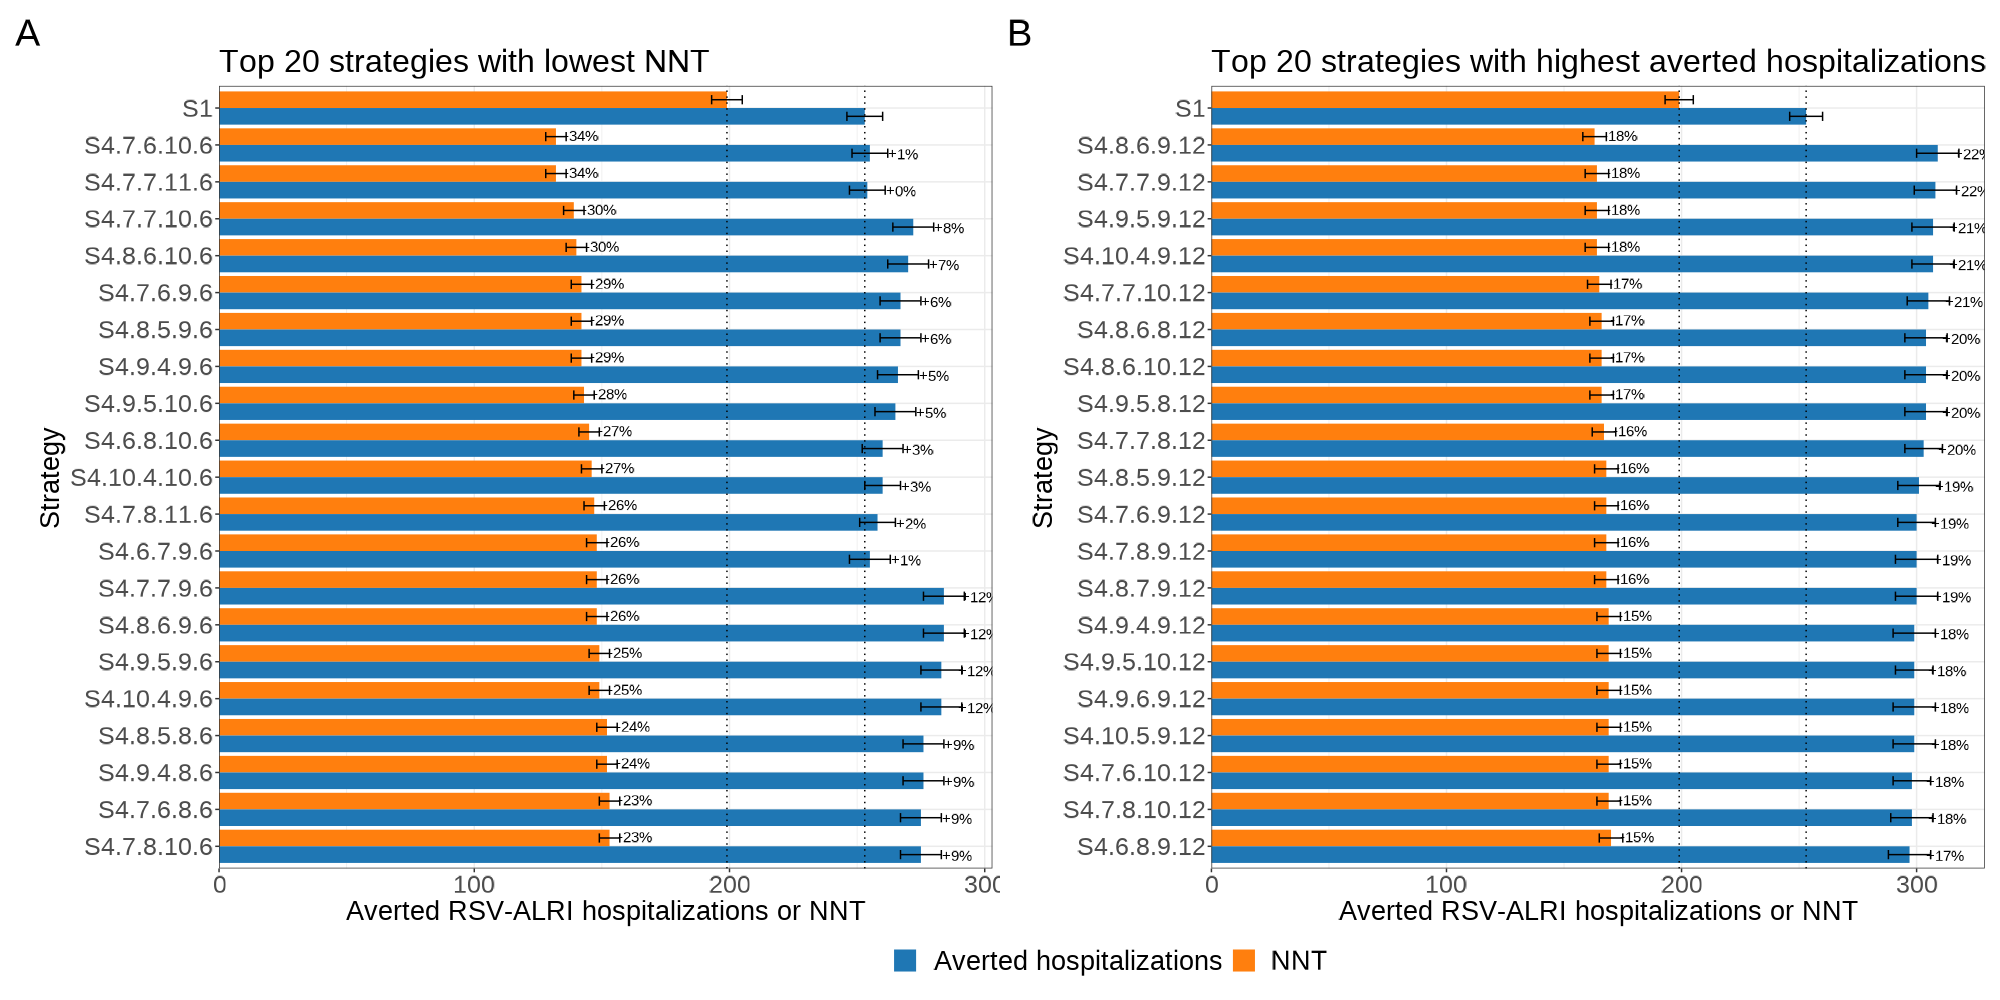 A
Top 20 strategies with lowest NNT
Strategy
S1
S4.7.6.10.6 34% +1%
S4.7.7.11.6 34% +0%
S4.7.7.10.6 30% +8%
S4.8.6.10.6 30% +7%
S4.7.6.9.6 29% +6%
S4.8.5.9.6 29% +6%
S4.9.4.9.6 29% +5%
S4.9.5.10.6 28% +5%
S4.6.8.10.6 27% +3%
S4.10.4.10.6 27% +3%
S4.7.8.11.6 26% +2%
S4.6.7.9.6 26% +1%
S4.7.7.9.6 26% +12%
S4.8.6.9.6 26% +12%
S4.9.5.9.6 25% +12%
S4.10.4.9.6 25% +12%
S4.8.5.8.6 24% +9%
S4.9.4.8.6 24% +9%
S4.7.6.8.6 23% +9%
S4.7.8.10.6 23% +9%
0 100 200 300
Averted RSV-ALRI hospitalizations or NNT
B
Top 20 strategies with highest averted hospitalizations
Strategy
S1
S4.8.6.9.12 18% +22%
S4.7.7.9.12 18% +22%
S4.9.5.9.12 18% +21%
S4.10.4.9.12 18% +21%
S4.7.7.10.12 17% +21%
S4.8.6.8.12 17% +20%
S4.8.6.10.12 17% +20%
S4.9.5.8.12 17% +20%
S4.7.7.8.12 16% +20%
S4.8.5.9.12 16% +19%
S4.7.6.9.12 16% +19%
S4.7.8.9.12 16% +19%
S4.8.7.9.12 16% +19%
S4.9.4.9.12 15% +18%
S4.9.5.10.12 15% +18%
S4.9.6.9.12 15% +18%
S4.10.5.9.12 15% +18%
S4.7.6.10.12 15% +18%
S4.7.8.10.12 15% +18%
S4.6.8.9.12 15% +17%
0 100 200 300
Averted RSV-ALRI hospitalizations or NNT
Averted hospitalizations NNT